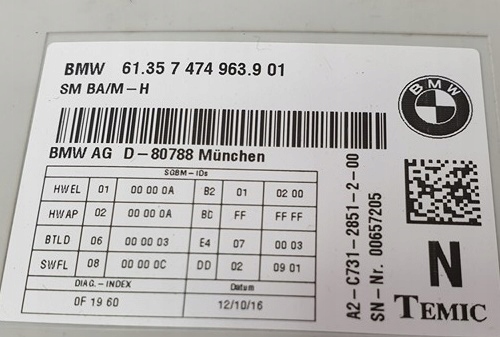 BMW 61.35 7 474 963.9 01
SM BA/M-H
BMW
BMW AG D-80788 München
SGBM-IDs
HWEL 01 00 00 0A B2 01 02 00
HWAP 02 00 00 0A BD FF FF FF
BTLD 06 00 00 03 E4 07 00 03
SWFL 08 00 00 0C DD 02 09 01
DIAG.-INDEX Datum
0F 19 60 12/10/16
A2-C731-2851-2-00
SN-Nr. 00657205
N
TEMIC